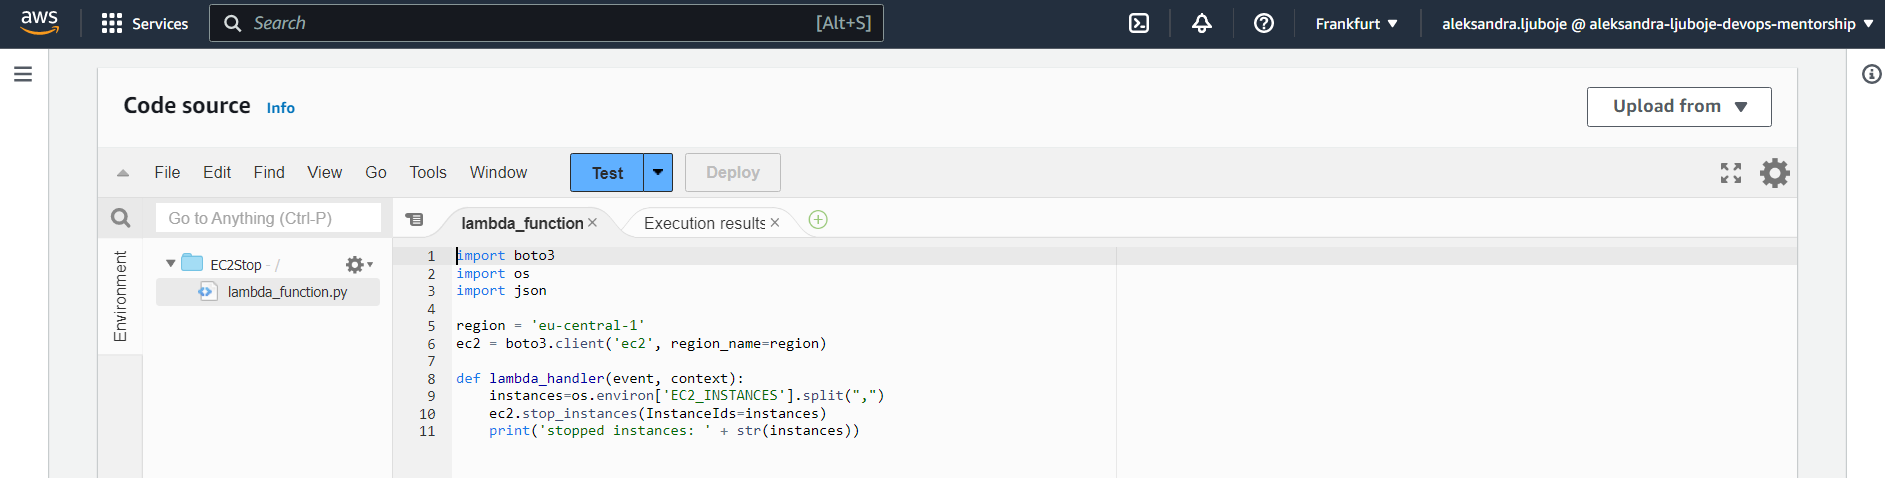 aws
Services
Search
[Alt+S]
Frankfurt
aleksandra.ljuboje @ aleksandra-ljuboje-devops-mentorship
Code source Info
Upload from
File Edit Find View Go Tools Window
Test
Deploy
Go to Anything (Ctrl-P)
Environment
EC2Stop - /
lambda_function.py
lambda_function
Execution results
1 import boto3
2 import os
3 import json
4
5 region = 'eu-central-1'
6 ec2 = boto3.client('ec2', region_name=region)
7
8 def lambda_handler(event, context):
9     instances=os.environ['EC2_INSTANCES'].split(",")
10     ec2.stop_instances(InstanceIds=instances)
11     print('stopped instances: ' + str(instances))